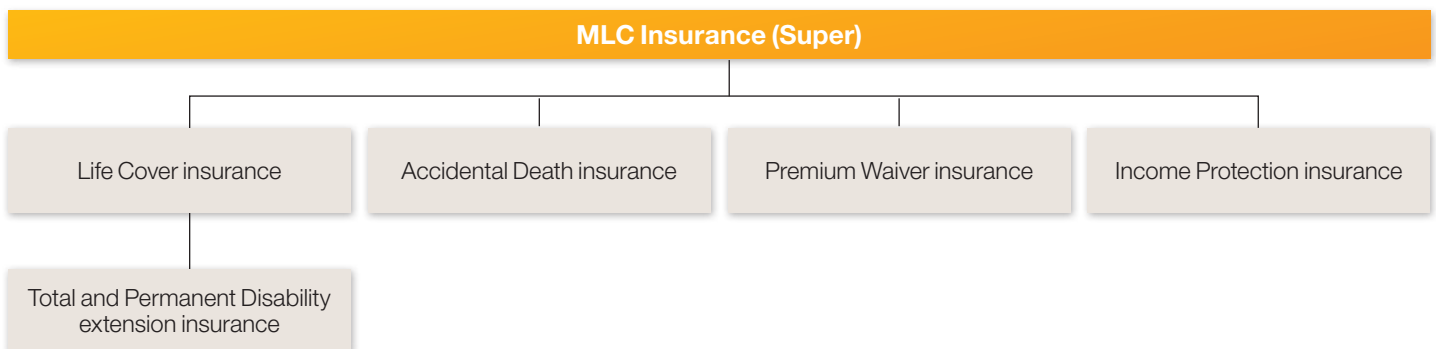 MLC Insurance (Super)
Life Cover insurance
Accidental Death insurance
Premium Waiver insurance
Income Protection insurance
Total and Permanent Disability
extension insurance